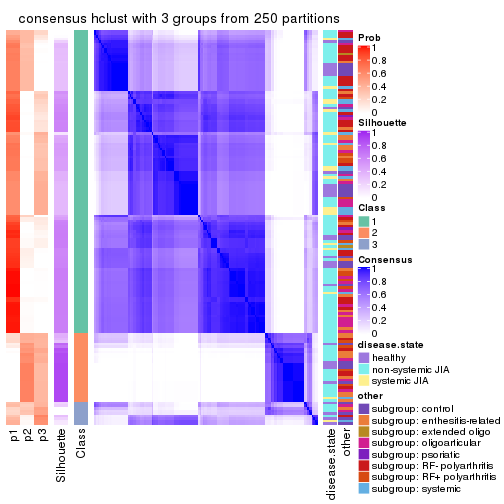 consensus hclust with 3 groups from 250 partitions
Prob
1
0.8
0.6
0.4
0.2
0
Silhouette
1
0.8
0.6
0.4
0.2
0
Class
1
2
3
Consensus
1
0.8
0.6
0.4
0.2
0
disease.state
healthy
non-systemic JIA
systemic JIA
other
subgroup: control
subgroup: enthesitis-related
subgroup: extended oligo
subgroup: oligoarticular
subgroup: psoriatic
subgroup: RF- polyarthritis
subgroup: RF+ polyarthritis
subgroup: systemic
p1
p2
p3
Silhouette
Class
disease.state
other